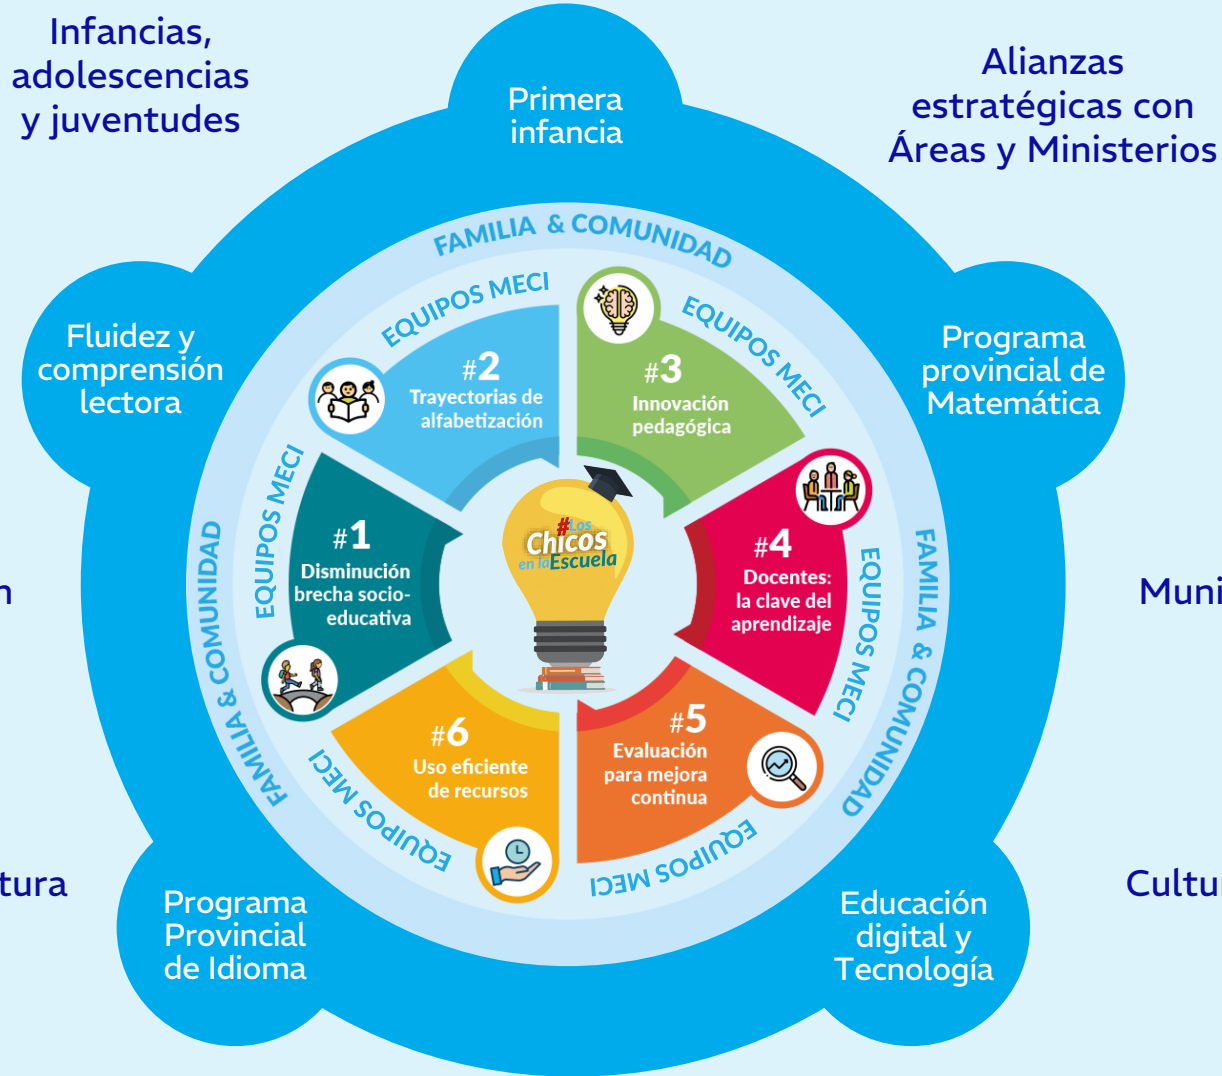 Infancias,
adolescencias
y juventudes
Primera
infancia
Alianzas
estratégicas con
Áreas y Ministerios
FAMILIA & COMUNIDAD
EQUIPOS MECI
EQUIPOS MECI
Fluidez y
comprensión
lectora
#2
Trayectorias de
alfabetización
#3
Innovación
pedagógica
Programa
provincial de
Matemática
EQUIPOS MECI
FAMILIA & COMUNIDAD
#1
Disminución
brecha socio-
educativa
#Los
Chicos
en la Escuela
#4
Docentes:
la clave del
aprendizaje
EQUIPOS MECI
FAMILIA & COMUNIDAD
#6
Uso eficiente
de recursos
#5
Evaluación
para mejora
continua
EQUIPOS MECI
EQUIPOS MECI
Programa
Provincial
de Idioma
Educación
digital y
Tecnología